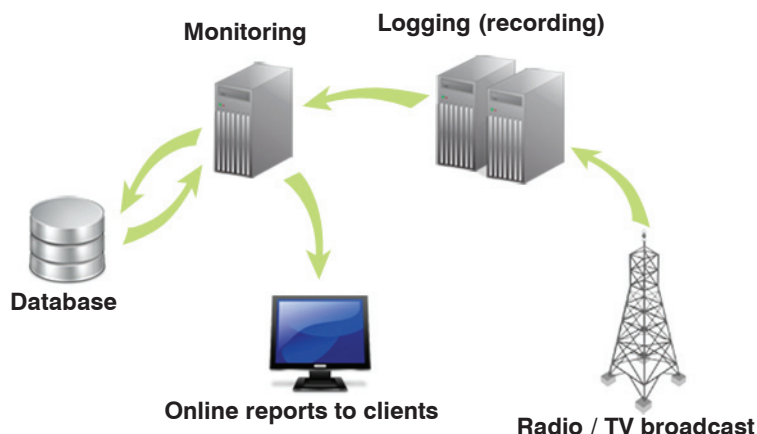 Monitoring
Logging (recording)
Database
Online reports to clients
Radio / TV broadcast